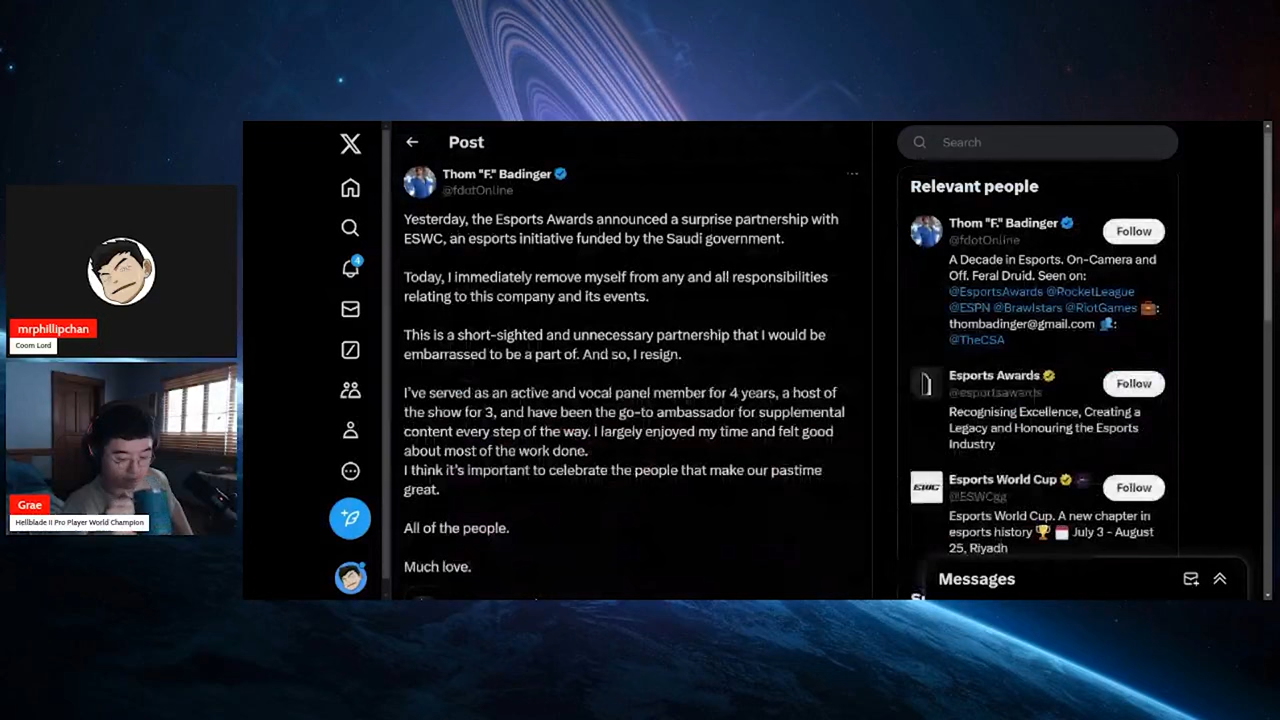 mrphillipchan
Coom Lord
Grae
Hellblade II Pro Player World Champion
4
Post
Thom "F." Badinger
@fdotOnline
Yesterday, the Esports Awards announced a surprise partnership with
ESWC, an esports initiative funded by the Saudi government.
Today, I immediately remove myself from any and all responsibilities
relating to this company and its events.
This is a short-sighted and unnecessary partnership that I would be
embarrassed to be a part of. And so, I resign.
I've served as an active and vocal panel member for 4 years, a host of
the show for 3, and have been the go-to ambassador for supplemental
content every step of the way. I largely enjoyed my time and felt good
about most of the work done.
I think it's important to celebrate the people that make our pastime
great.
All of the people.
Much love.
Search
Relevant people
Thom "F." Badinger
@fdotOnline
Follow
A Decade in Esports. On-Camera and
Off. Feral Druid. Seen on:
@EsportsAwards @RocketLeague
@ESPN @Brawlstars @RiotGames 💼:
thombadinger@gmail.com 👥:
@TheCSA
Esports Awards
@esportsawards
Follow
Recognising Excellence, Creating a
Legacy and Honouring the Esports
Industry
EWC
Esports World Cup
@ESWCgg
Follow
Esports World Cup. A new chapter in
esports history 🏆 🗓️ July 3 - August
25, Riyadh
Messages